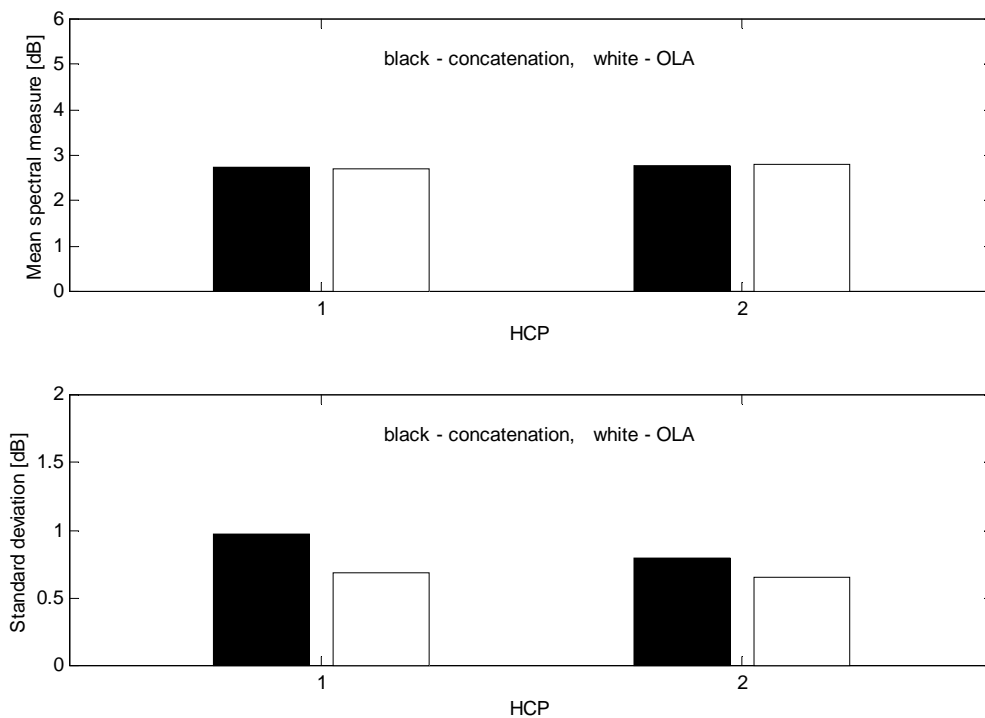 6
5
4
3
2
1
0
Mean spectral measure [dB]
black - concatenation, white - OLA
1 2
HCP
2
1.5
1
0.5
0
Standard deviation [dB]
black - concatenation, white - OLA
1 2
HCP